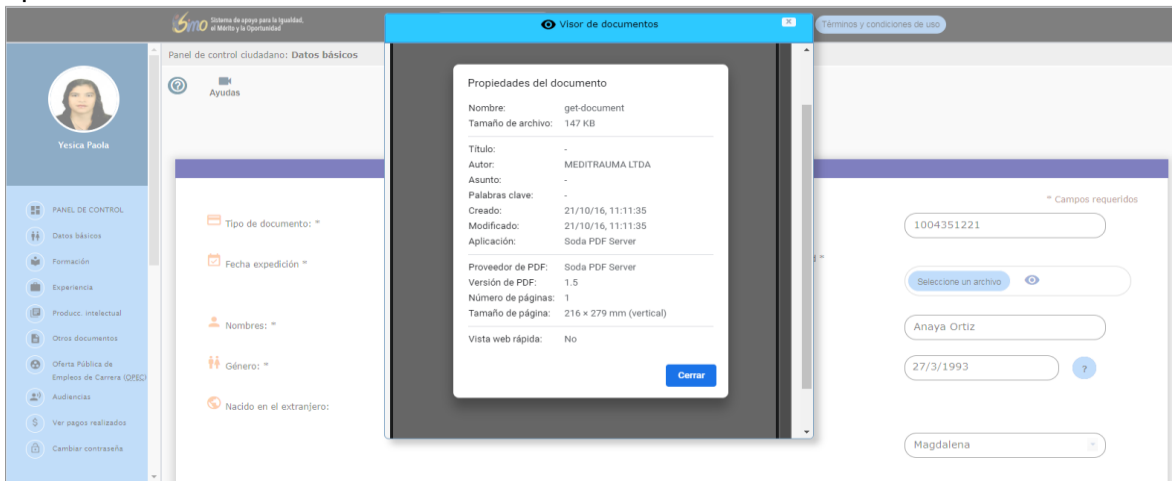 Simo Sistema de apoyo para la Igualdad,
el Mérito y la Oportunidad
Visor de documentos
Términos y condiciones de uso
Panel de control ciudadano: Datos básicos
Ayudas
Yesica Paola
PANEL DE CONTROL
Datos básicos
Formación
Experiencia
Producc. intelectual
Otros documentos
Oferta Pública de
Empleos de Carrera (OPEC)
Audiencias
Ver pagos realizados
Cambiar contraseña
Tipo de documento: *
Fecha expedición *
Nombres: *
Género: *
Nacido en el extranjero:
Propiedades del documento
Nombre: get-document
Tamaño de archivo: 147 KB
Título: -
Autor: MEDITRAUMA LTDA
Asunto: -
Palabras clave: -
Creado: 21/10/16, 11:11:35
Modificado: 21/10/16, 11:11:35
Aplicación: Soda PDF Server
Proveedor de PDF: Soda PDF Server
Versión de PDF: 1.5
Número de páginas: 1
Tamaño de página: 216 × 279 mm (vertical)
Vista web rápida: No
Cerrar
* Campos requeridos
1004351221
d *
Seleccione un archivo
Anaya Ortiz
27/3/1993
?
Magdalena